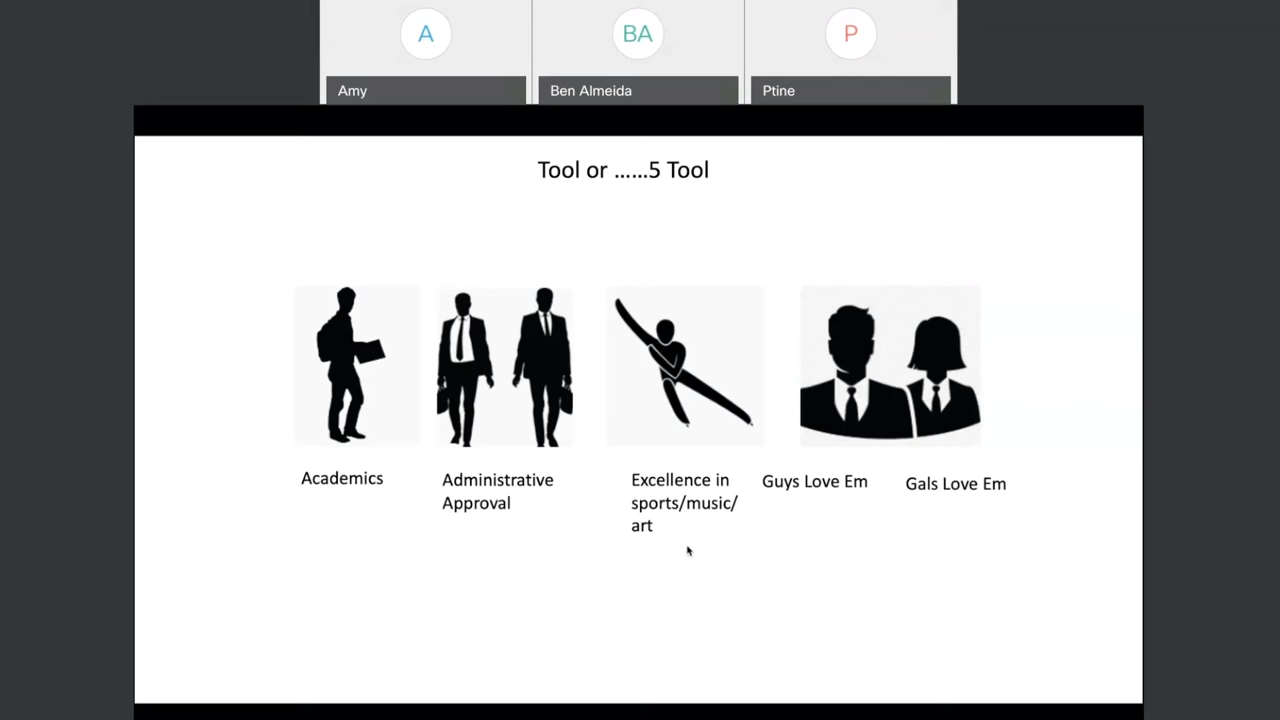 A
BA
P
Amy
Ben Almeida
Ptine
Tool or ......5 Tool
Academics
Administrative
Approval
Excellence in
sports/music/
art
Guys Love Em
Gals Love Em